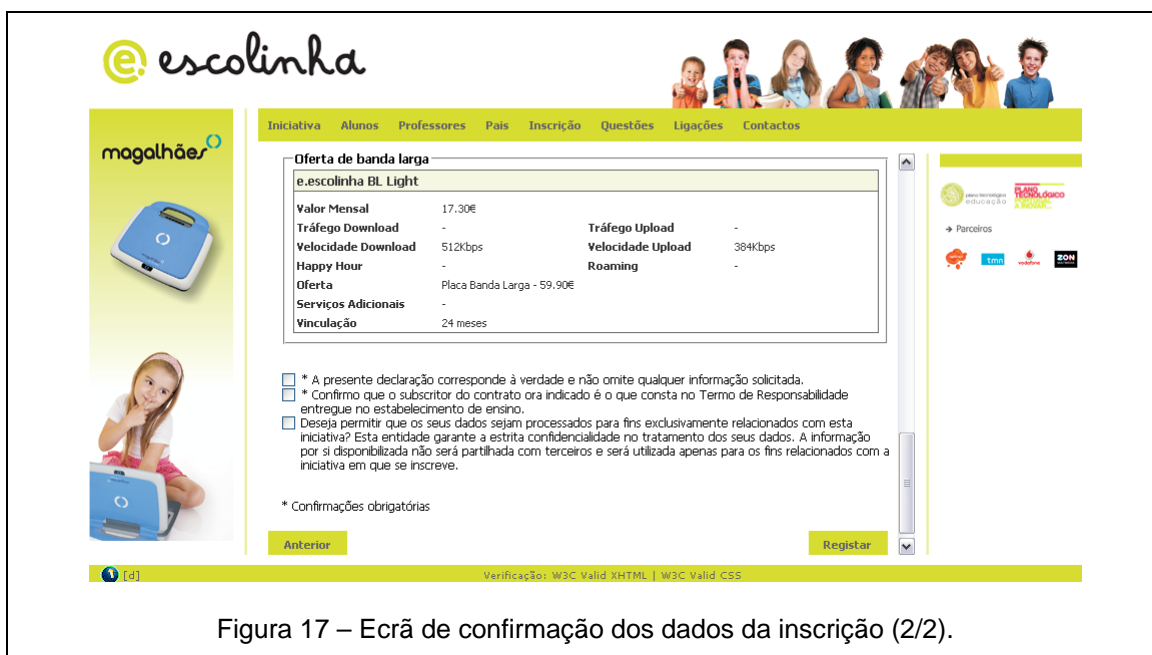 e. escolinha
Iniciativa Alunos Professores Pais Inscrição Questões Ligações Contactos
magalhães
Oferta de banda larga
e.escolinha BL Light
Valor Mensal 17.30€
Tráfego Download - Tráfego Upload -
Velocidade Download 512Kbps Velocidade Upload 384Kbps
Happy Hour - Roaming -
Oferta Placa Banda Larga - 59.90€
Serviços Adicionais -
Vinculação 24 meses
plano tecnológico
educação
PLANO
TECNOLÓGICO
PORTUGAL
A INOVAR
→ Parceiros
tmn vodafone ZON
* A presente declaração corresponde à verdade e não omite qualquer informação solicitada.
* Confirmo que o subscritor do contrato ora indicado é o que consta no Termo de Responsabilidade
entregue no estabelecimento de ensino.
Deseja permitir que os seus dados sejam processados para fins exclusivamente relacionados com esta
iniciativa? Esta entidade garante a estrita confidencialidade no tratamento dos seus dados. A informação
por si disponibilizada não será partilhada com terceiros e será utilizada apenas para os fins relacionados com a
iniciativa em que se inscreve.
* Confirmações obrigatórias
Anterior Registar
[d] Verificação: W3C Valid XHTML | W3C Valid CSS
Figura 17 – Ecrã de confirmação dos dados da inscrição (2/2).